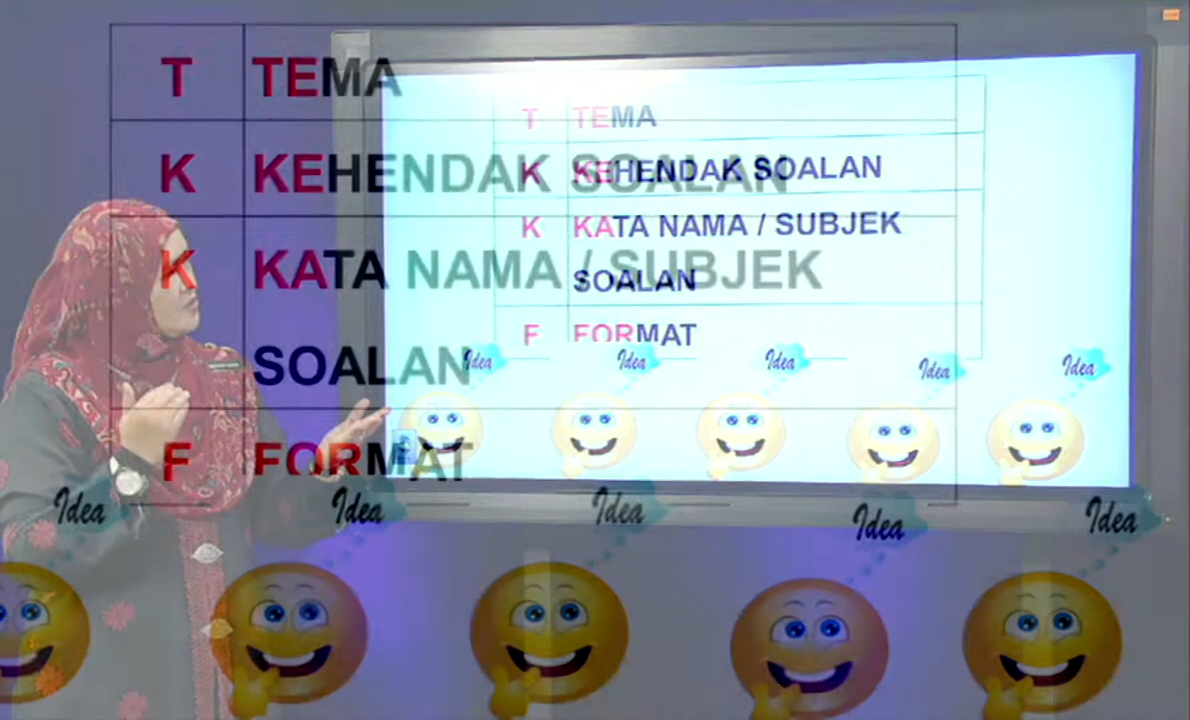 T TEMA
K KEHENDAK SOALAN
K KATA NAMA / SUBJEK
SOALAN
F FORMAT
Idea Idea Idea Idea Idea
T TEMA
K KEHENDAK SOALAN
K KATA NAMA / SUBJEK
SOALAN
F FORMAT
Idea Idea Idea Idea Idea